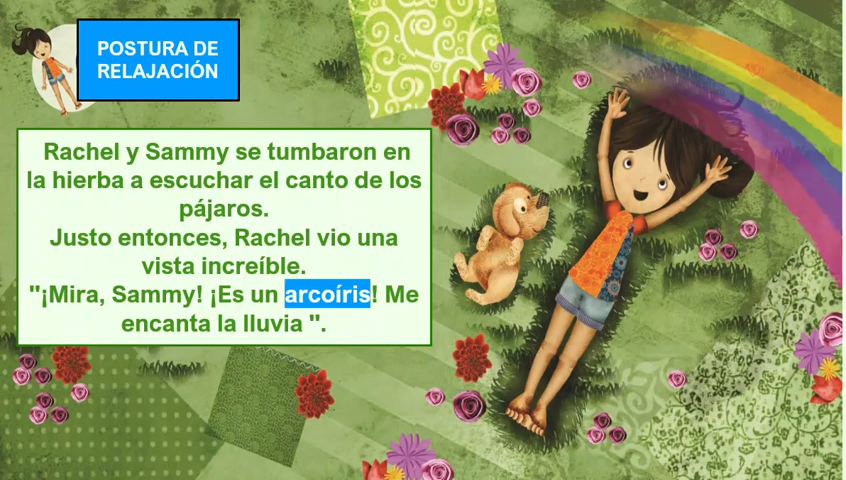 POSTURA DE
RELAJACIÓN
Rachel y Sammy se tumbaron en
la hierba a escuchar el canto de los
pájaros.
Justo entonces, Rachel vio una
vista increíble.
"¡Mira, Sammy! ¡Es un arcoíris! Me
encanta la lluvia ".